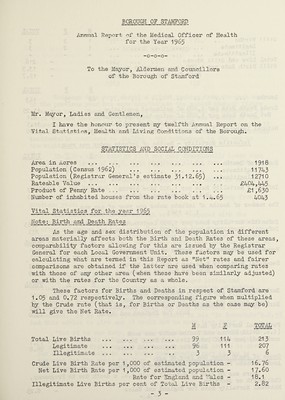 BOROUGH OF STAMFORD
Annual Report of the Medical Officer of Health
for the Year 1965
-o-o-o-
To the Mayor, Aldermen and Councillors
of the Borough of Stamford
Mr. Mayor, Ladies and Gentlemen,
I have the honour to present my twelfth Annual Report on the
Vital Statistics, Health and Living Conditions of the Borough.
STATISTICS AND SOCIAL CONDITIONS
Area in Acres ... ... ... ... ... ... ... 1918
Population (Census 1962) ... ... ... ... ... 11743
Population (Registrar General's estimate 31.12.65) ... 12710
Rateable Value ... ... ... ... ... ... ... £404,445
Product of Penny Rate ... ... ... ... ... ... £1,630
Number of inhabited houses from the rate book at 1.4.65 4043
Vital Statistics for the year 1965
Note: Birth and Death Rates
As the age and sex distribution of the population in different
areas materially affects both the Birth and Death Rates of these areas,
comparability factors allowing for this are issued by the Registrar
General for each Local Government Unit. These factors may be used for
calculating what are termed in this Report as "Net" rates and fairer
comparisons are obtained if the latter are used when comparing rates
with those of any other area (when those have been similarly adjusted)
or with the rates for the Country as a whole.
These factors for Births and Deaths in respect of Stamford are
1.05 and 0.72 respectively. The corresponding figure when multiplied
by the Crude rate (that is, for Births or Deaths as the case may be)
will give the Net Rate.
M F TOTAL
Total Live Births ... ... ... ... 99 114 213
Legitimate ... ... ... ... 96 111 207
Illegitimate ... ... ... ... 3 3 6
Crude Live Birth Rate per 1,000 of estimated population - 16.76
Net Live Birth Rate per 1,000 of estimated population - 17.60
Rate for England and Wales - 18.1
Illegitimate Live Births per cent of Total Live Births - 2.82
- 3 -